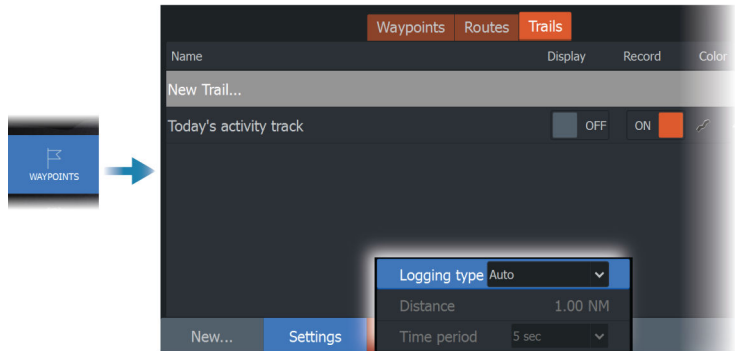 Waypoints Routes Trails
Name Display Record Color
New Trail...
Today's activity track OFF ON
WAYPOINTS
Logging type Auto
Distance 1.00 NM
New... Settings Time period 5 sec